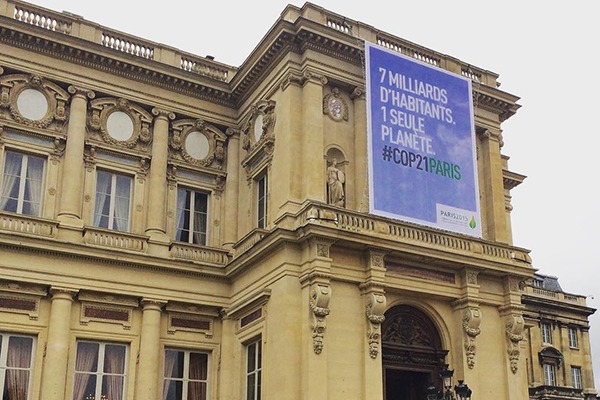 7 MILLIARDS
D'HABITANTS.
1 SEULE
PLANÈTE.
#COP21PARIS
PARIS2015